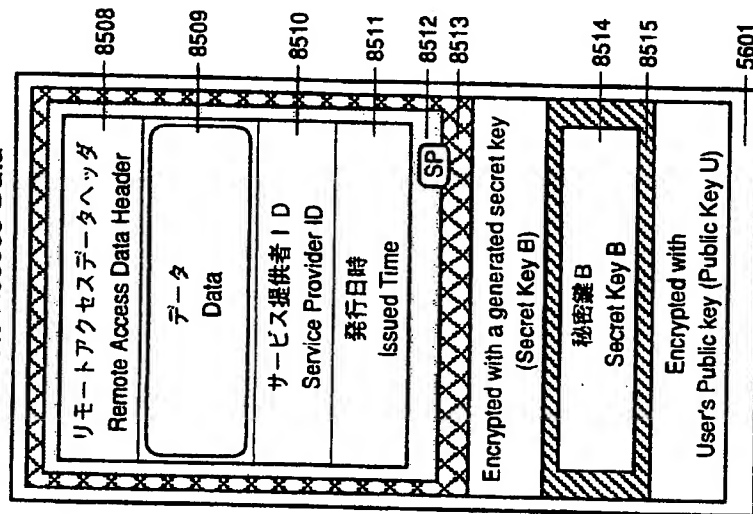 リモートアクセスデータヘッダ
Remote Access Data Header
8508
データ
Data
8509
サービス提供者ID
Service Provider ID
8510
発行日時
Issued Time
8511
SP
8512
8513
Encrypted with a generated secret key
(Secret Key B)
秘密鍵B
Secret Key B
8514
8515
Encrypted with
User's Public key (Public Key U)
5601